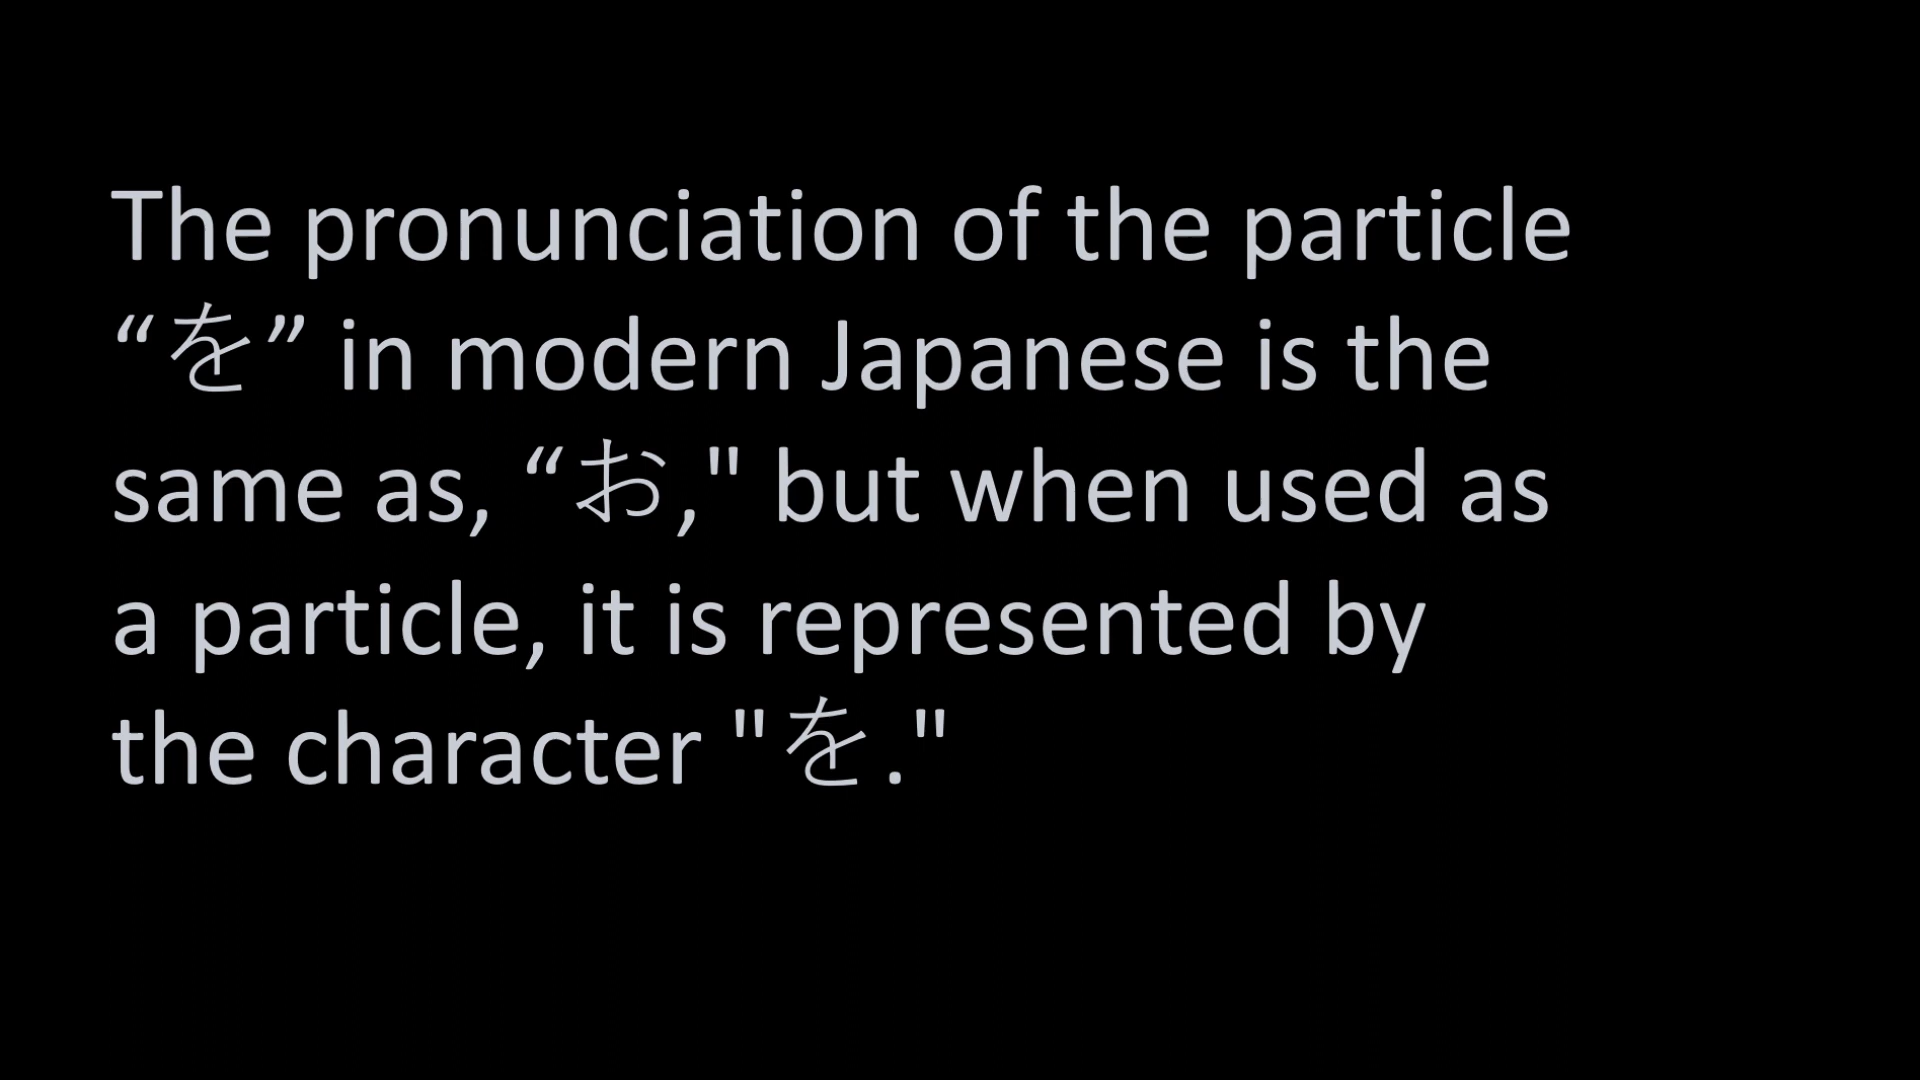 The pronunciation of the particle
“を” in modern Japanese is the
same as, “お," but when used as
a particle, it is represented by
the character "を."